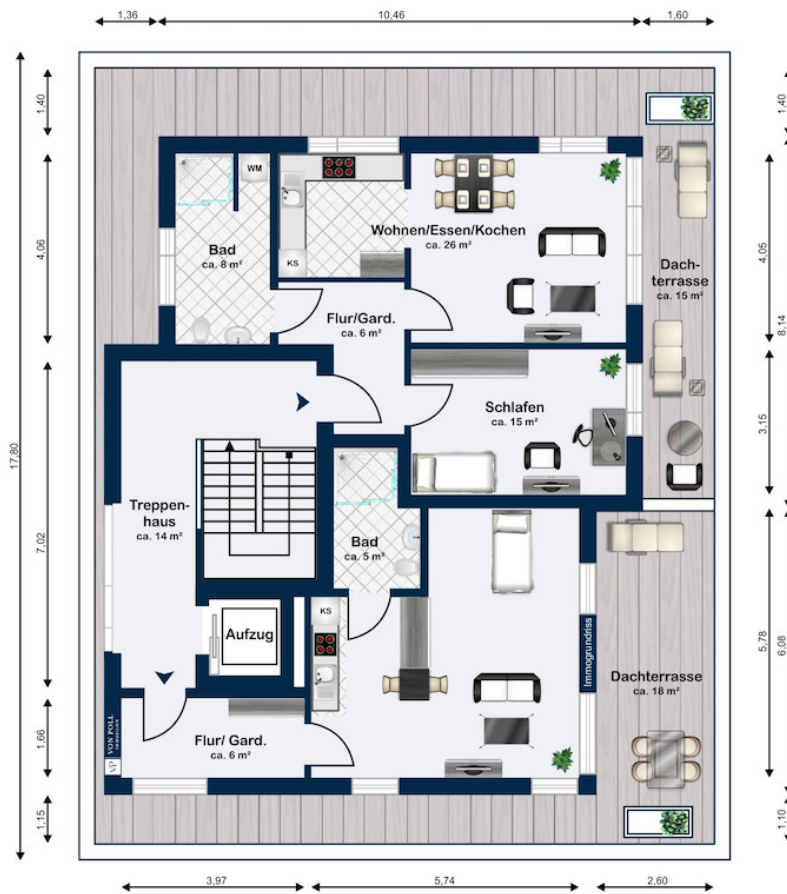 1,36
10,46
1,60
1,40
1,40
WM
Wohnen/Essen/Kochen
ca. 26 m²
Bad
ca. 8 m²
KS
Dach-
terrasse
ca. 15 m²
4,06
4,05
8,14
Flur/Gard.
ca. 6 m²
Schlafen
ca. 15 m²
3,15
17,80
Treppen-
haus
ca. 14 m²
7,02
Bad
ca. 5 m²
KS
Aufzug
Immogrundriss
5,78
6,08
Dachterrasse
ca. 18 m²
Flur/ Gard.
ca. 6 m²
VON POLL
IMMOBILIEN
VP
1,66
1,15
1,10
3,97
5,74
2,60